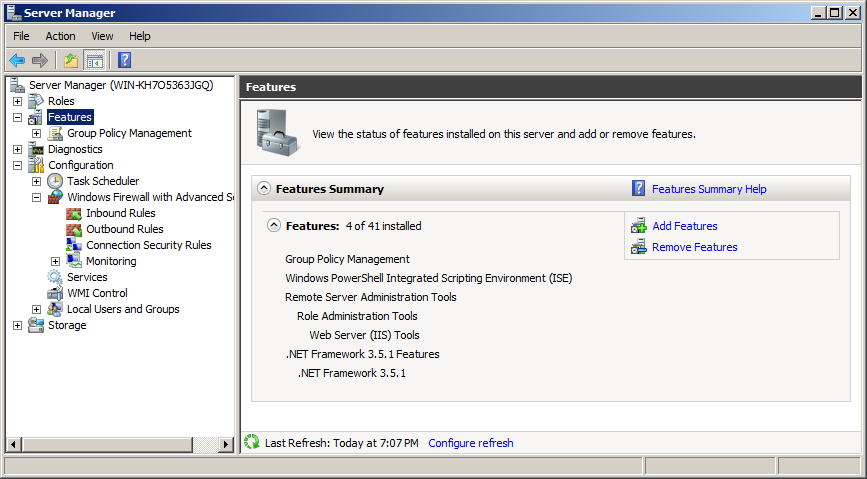 Server Manager
File Action View Help
Server Manager (WIN-KH7O5363JGQ)
Roles
Features
Group Policy Management
Diagnostics
Configuration
Task Scheduler
Windows Firewall with Advanced Se
Inbound Rules
Outbound Rules
Connection Security Rules
Monitoring
Services
WMI Control
Local Users and Groups
Storage
Features
View the status of features installed on this server and add or remove features.
Features Summary
Features Summary Help
Features: 4 of 41 installed
Add Features
Remove Features
Group Policy Management
Windows PowerShell Integrated Scripting Environment (ISE)
Remote Server Administration Tools
Role Administration Tools
Web Server (IIS) Tools
.NET Framework 3.5.1 Features
.NET Framework 3.5.1
Last Refresh: Today at 7:07 PM Configure refresh